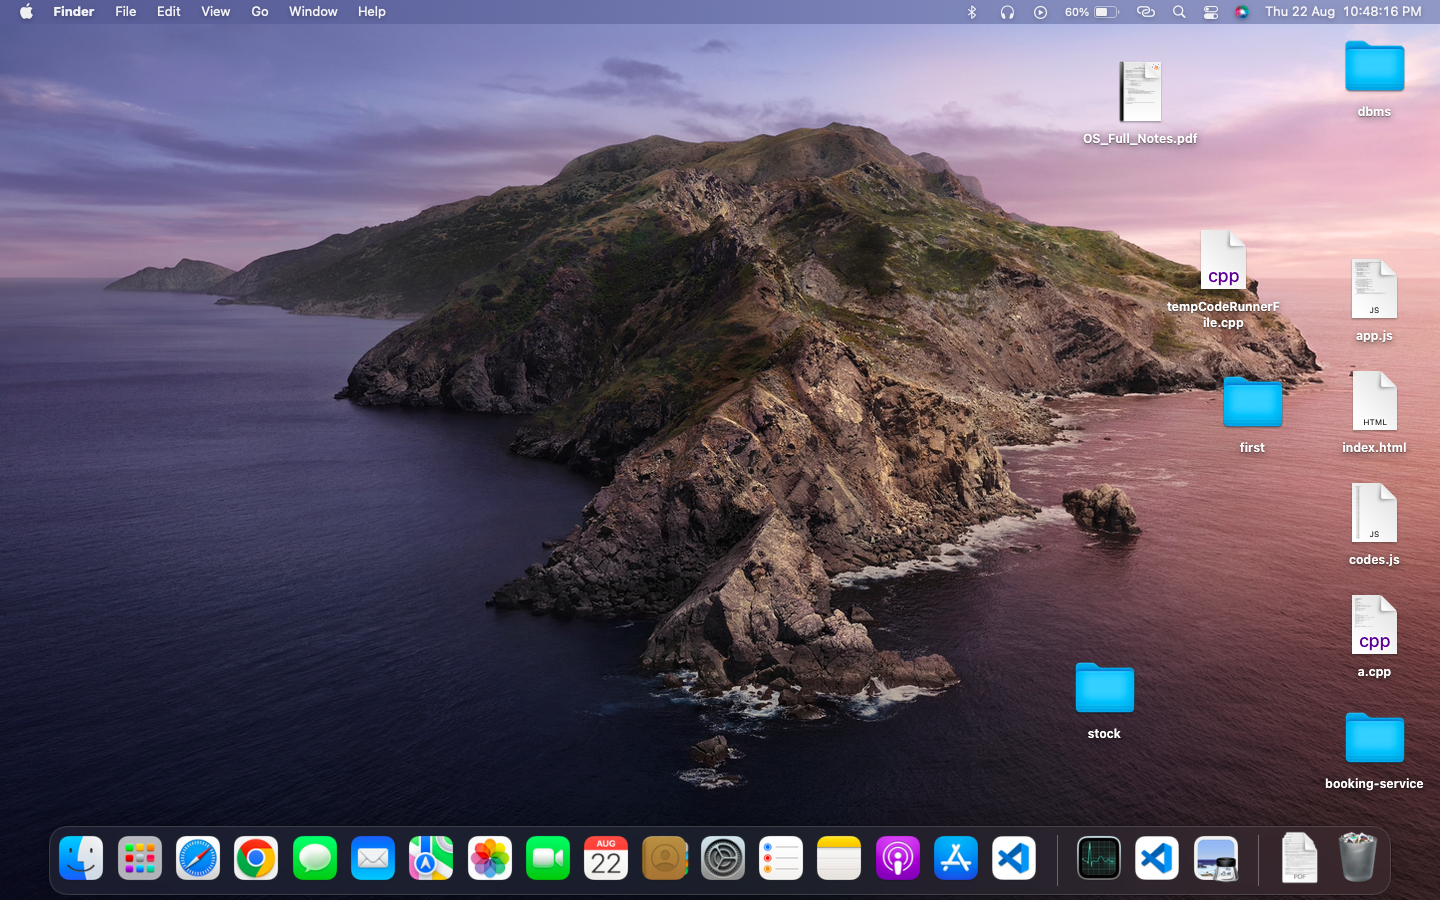 Finder File Edit View Go Window Help
60% Thu 22 Aug 10:48:16 PM
OS_Full_Notes.pdf
dbms
cpp
tempCodeRunnerF
ile.cpp
JS
app.js
first
HTML
index.html
JS
codes.js
cpp
a.cpp
stock
booking-service
AUG
22
PDF